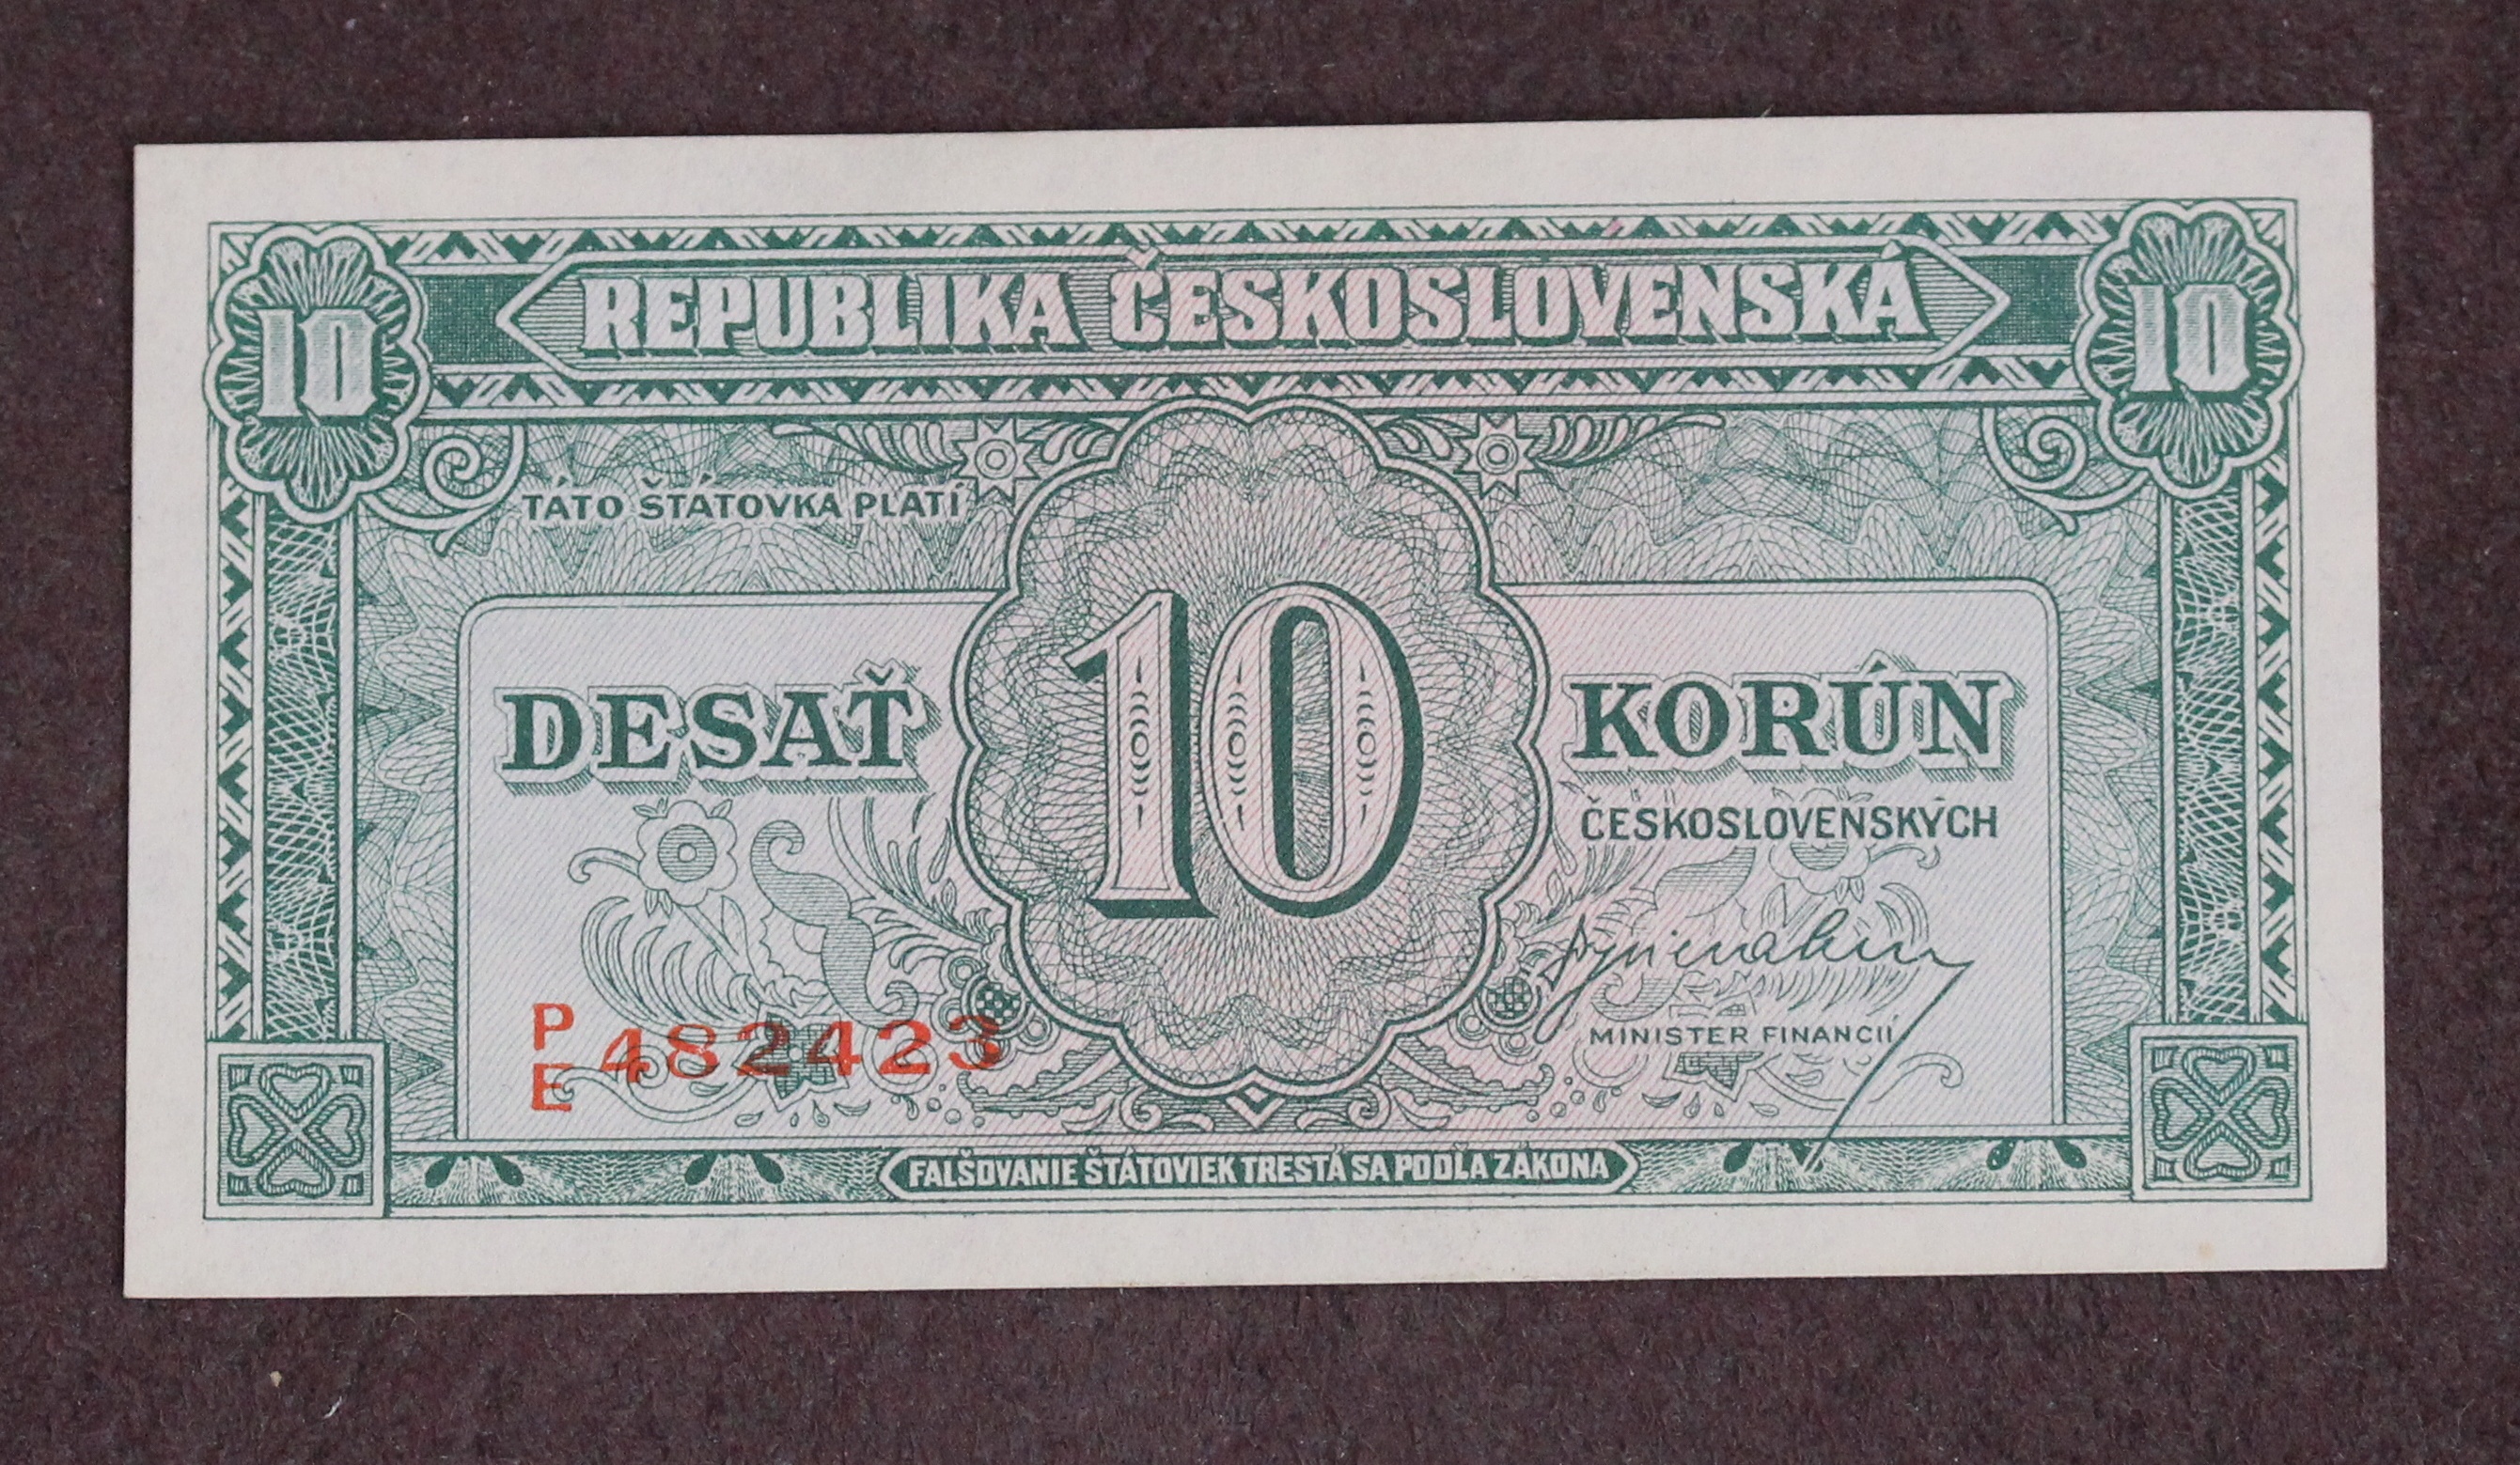 10 REPUBLIKA ČESKOSLOVENSKÁ 10
TÁTO ŠTÁTOVKA PLATÍ
DESAŤ 10 KORÚN
ČESKOSLOVENSKÝCH
PE 482423
MINISTER FINANCIÍ
FALŠOVANIE ŠTÁTOVIEK TRESTÁ SA PODĽA ZÁKONA